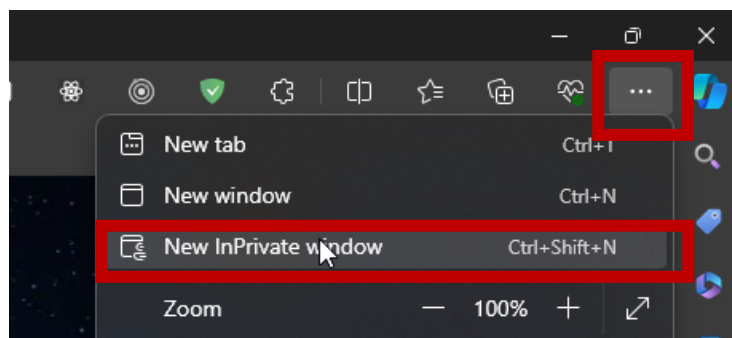 New tab Ctrl+T
New window Ctrl+N
New InPrivate window Ctrl+Shift+N
Zoom 100%